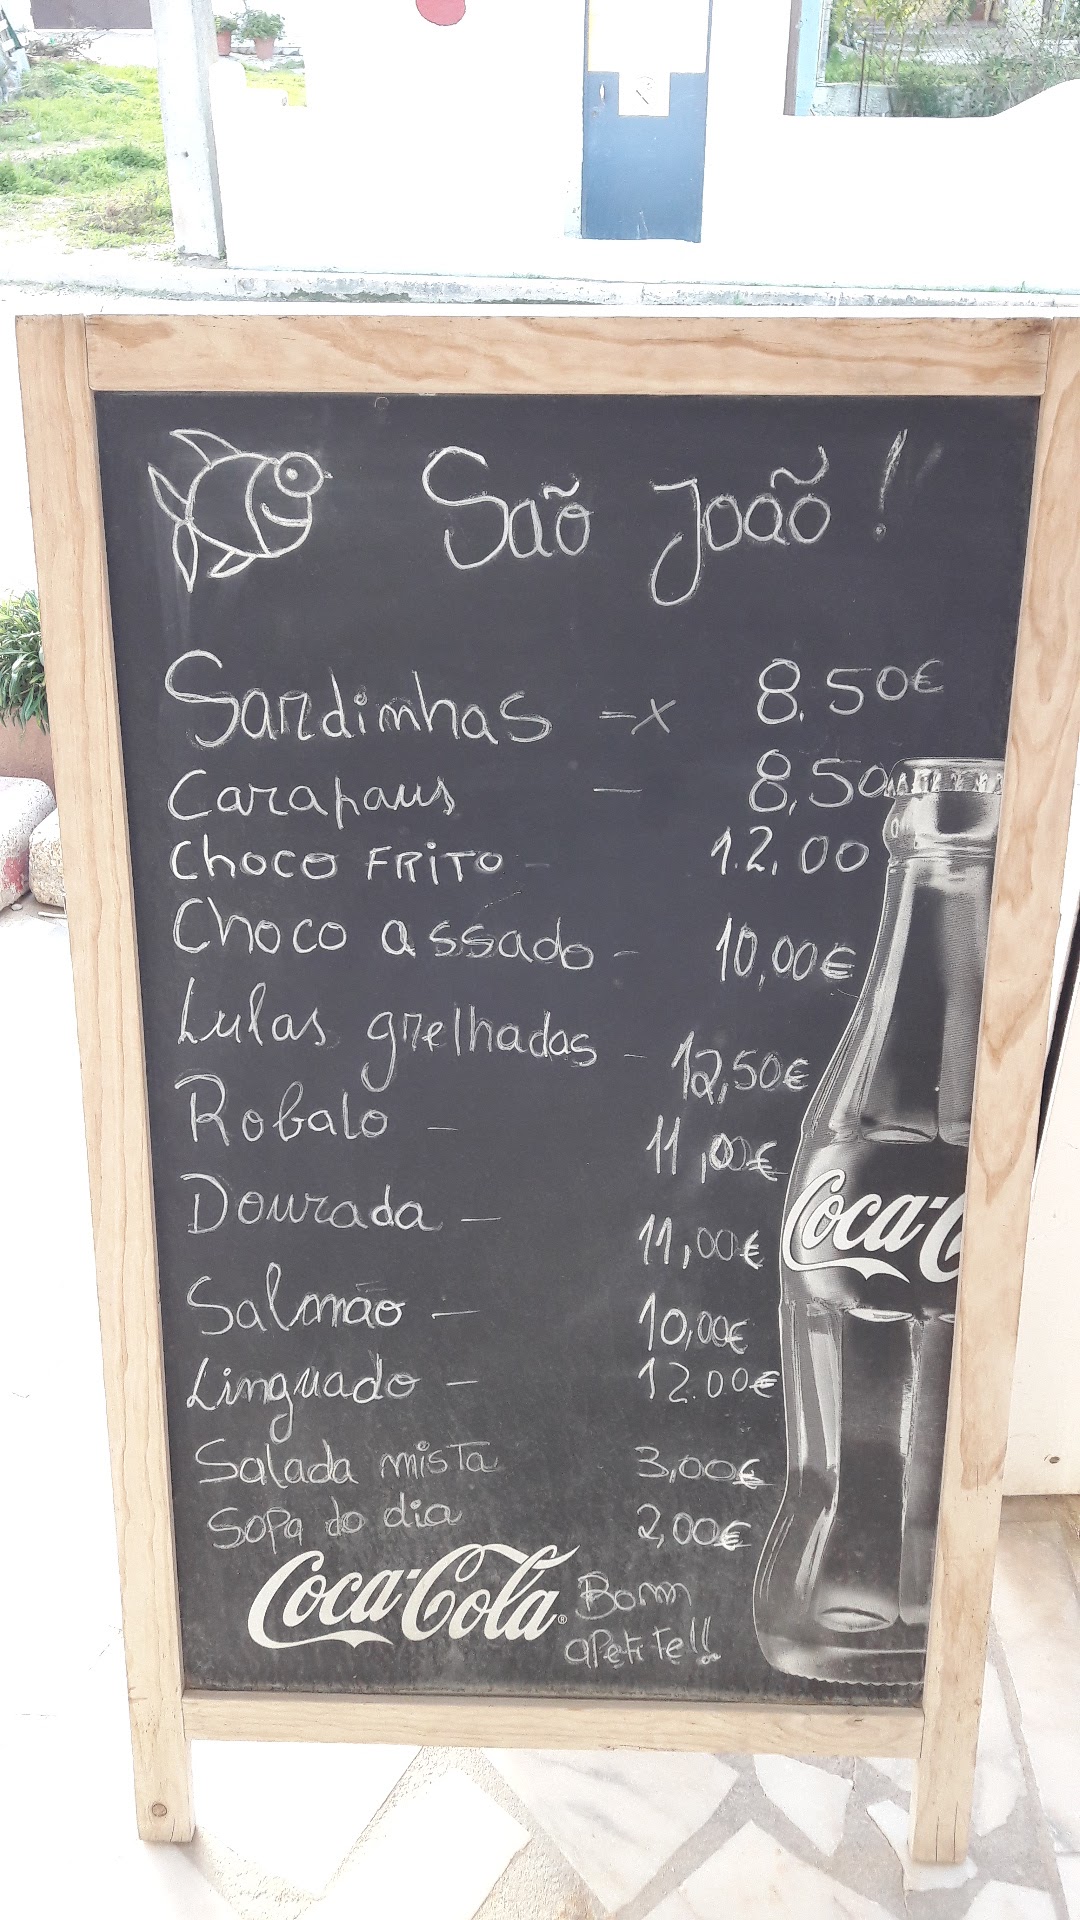 São João!
Sardinhas - x 8.50€
Carapaus - 8,50
Choco FRITO - 12,00
Choco assado - 10,00€
Lulas grelhadas - 12,50€
Robalo - 11,00€
Dourada - 11,00€
Salmão - 10,00€
Linguado - 12.00€
Salada mista 3,00€
Sopa do dia 2,00€
Coca-Cola®
Bom
apetite!!
Coca-C